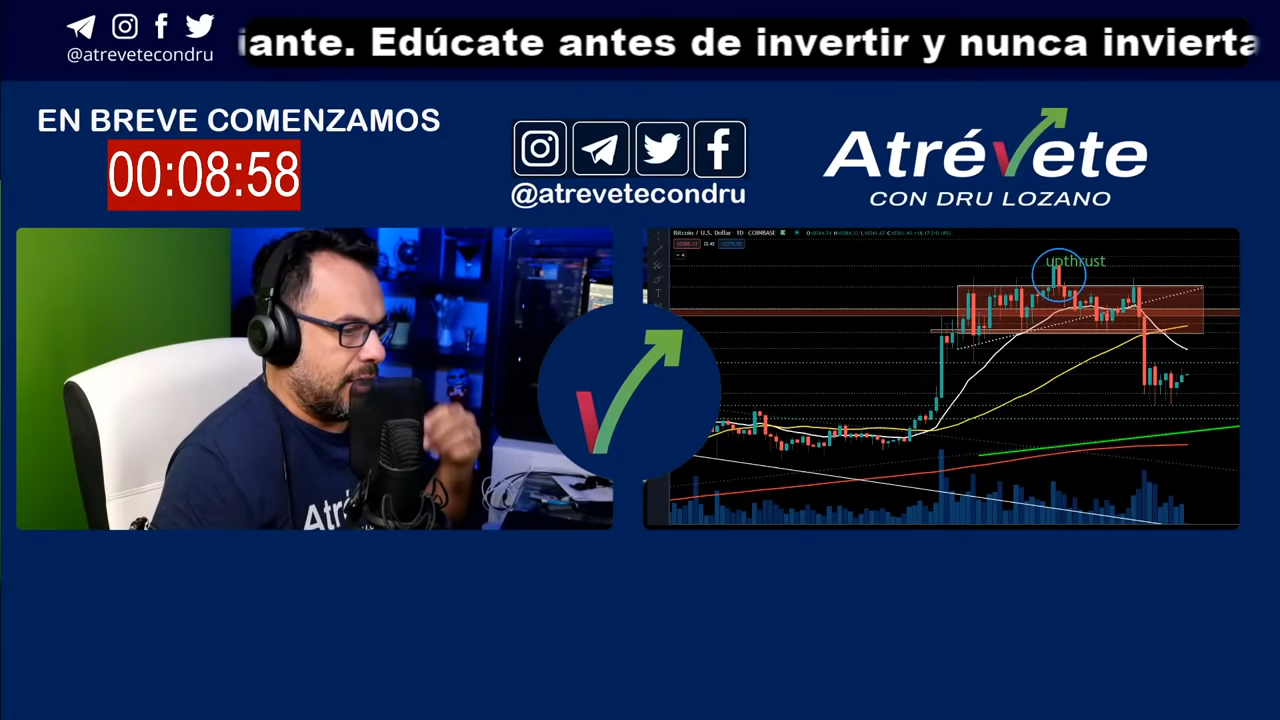 @atrevetecondru
iante. Edúcate antes de invertir y nunca invierta
EN BREVE COMENZAMOS
00:08:58
@atrevetecondru
Atrévete
CON DRU LOZANO
Bitcoin / U.S. Dollar 1D COINBASE
upthrust